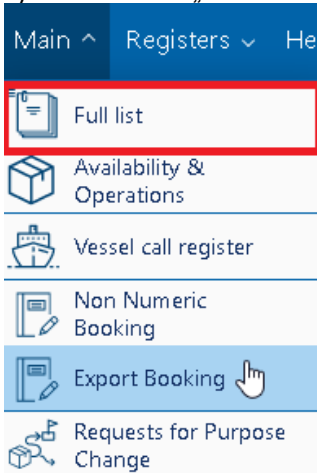 Main Registers He
Full list
Availability &
Operations
Vessel call register
Non Numeric
Booking
Export Booking
Requests for Purpose
Change